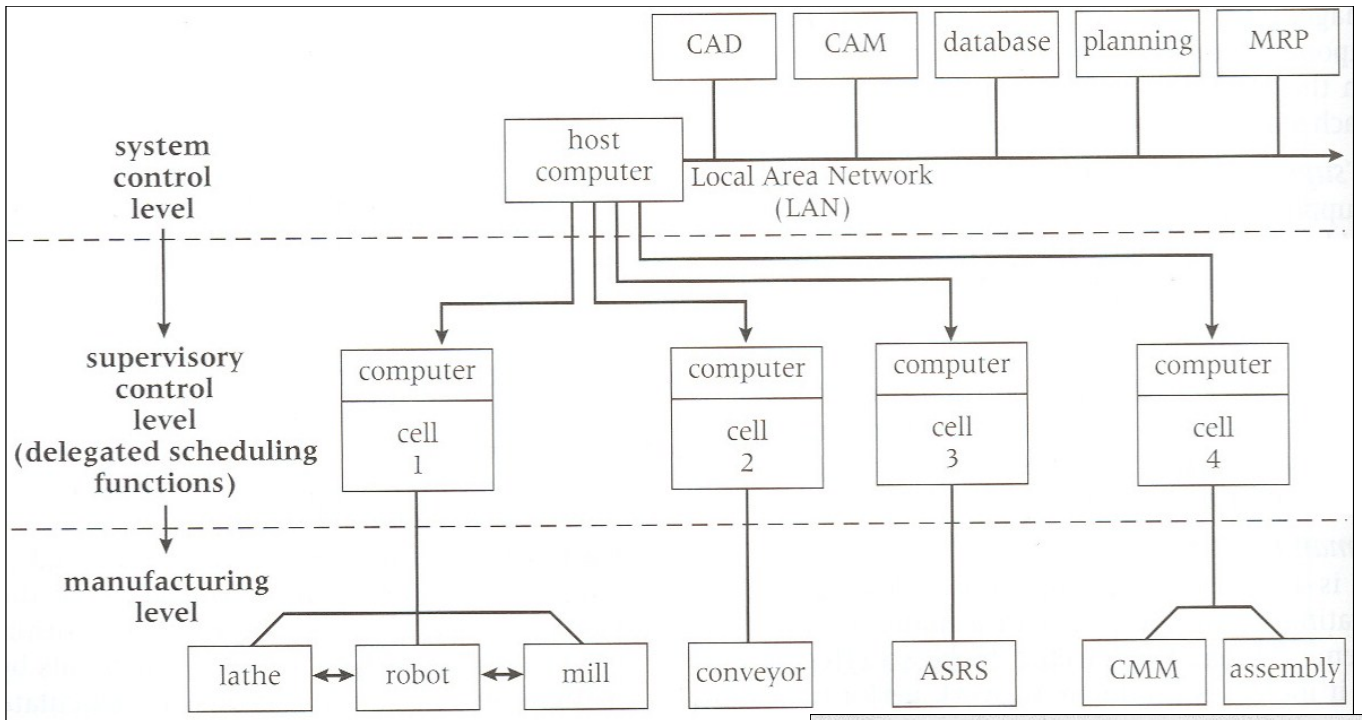 CAD
CAM
database
planning
MRP
host
computer
Local Area Network
(LAN)
system
control
level
supervisory
control
level
(delegated scheduling
functions)
computer
cell
1
computer
cell
2
computer
cell
3
computer
cell
4
manufacturing
level
lathe
robot
mill
conveyor
ASRS
CMM
assembly